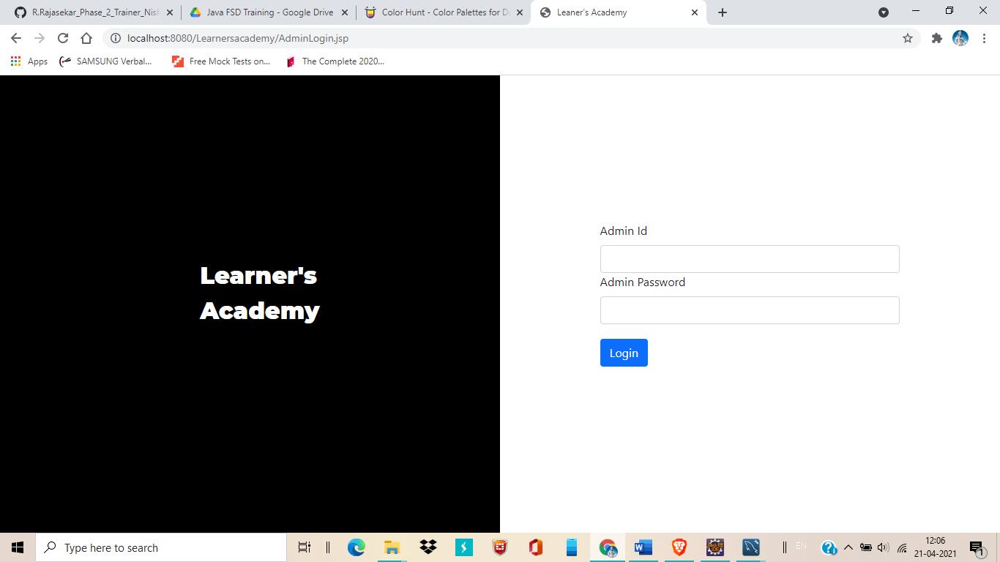 R.Rajasekar_Phase_2_Trainer_Nish
Java FSD Training - Google Drive
Color Hunt - Color Palettes for De
Leaner's Academy
localhost:8080/Learnersacademy/AdminLogin.jsp
Apps
SAMSUNG Verbal...
Free Mock Tests on...
The Complete 2020...
Learner's
Academy
Admin Id
Admin Password
Login
Type here to search
EN
12:06
21-04-2021
1